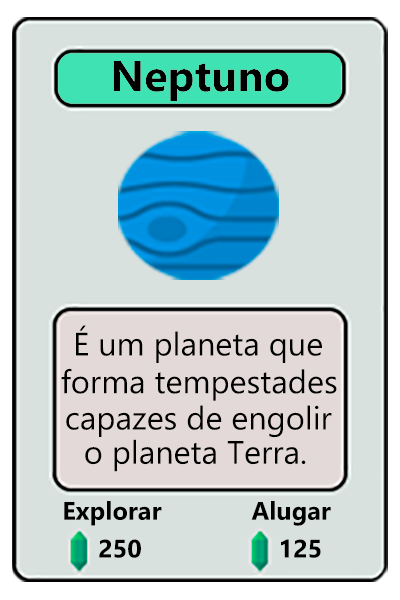 Neptuno
É um planeta que
forma tempestades
capazes de engolir
o planeta Terra.
Explorar Alugar
250 125